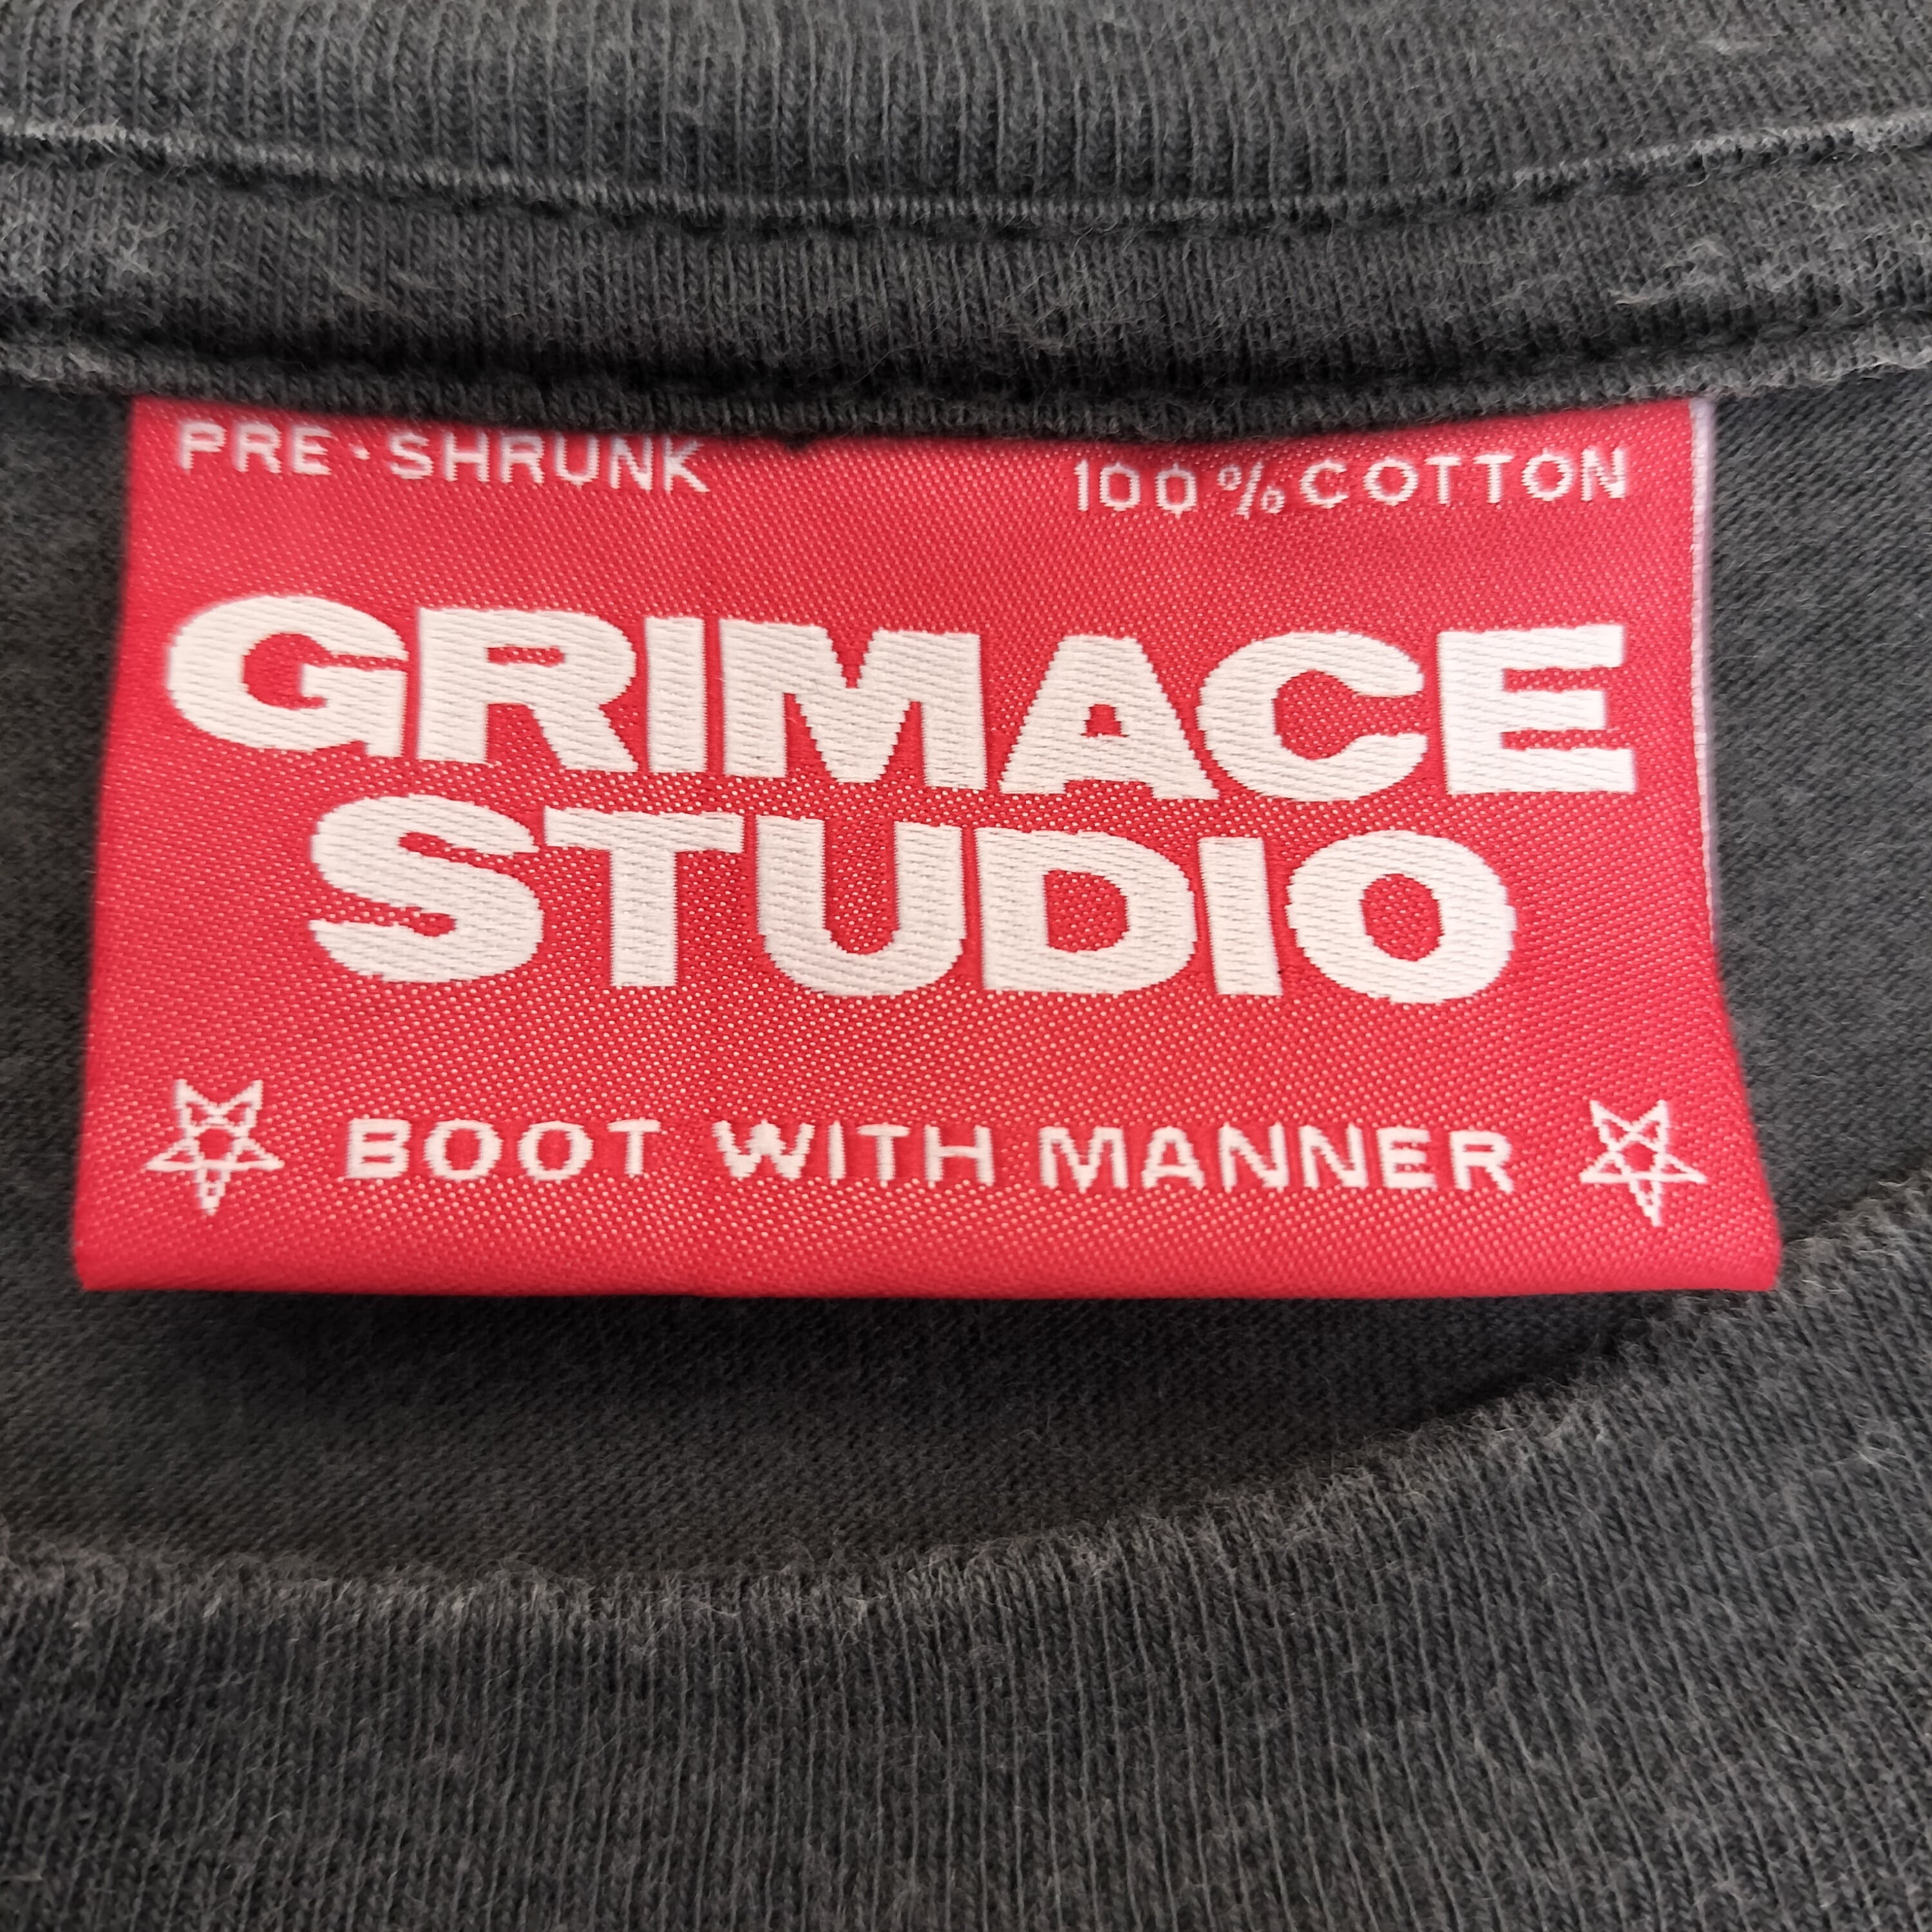 PRE·SHRUNK 100%COTTON
GRIMACE
STUDIO
BOOT WITH MANNER